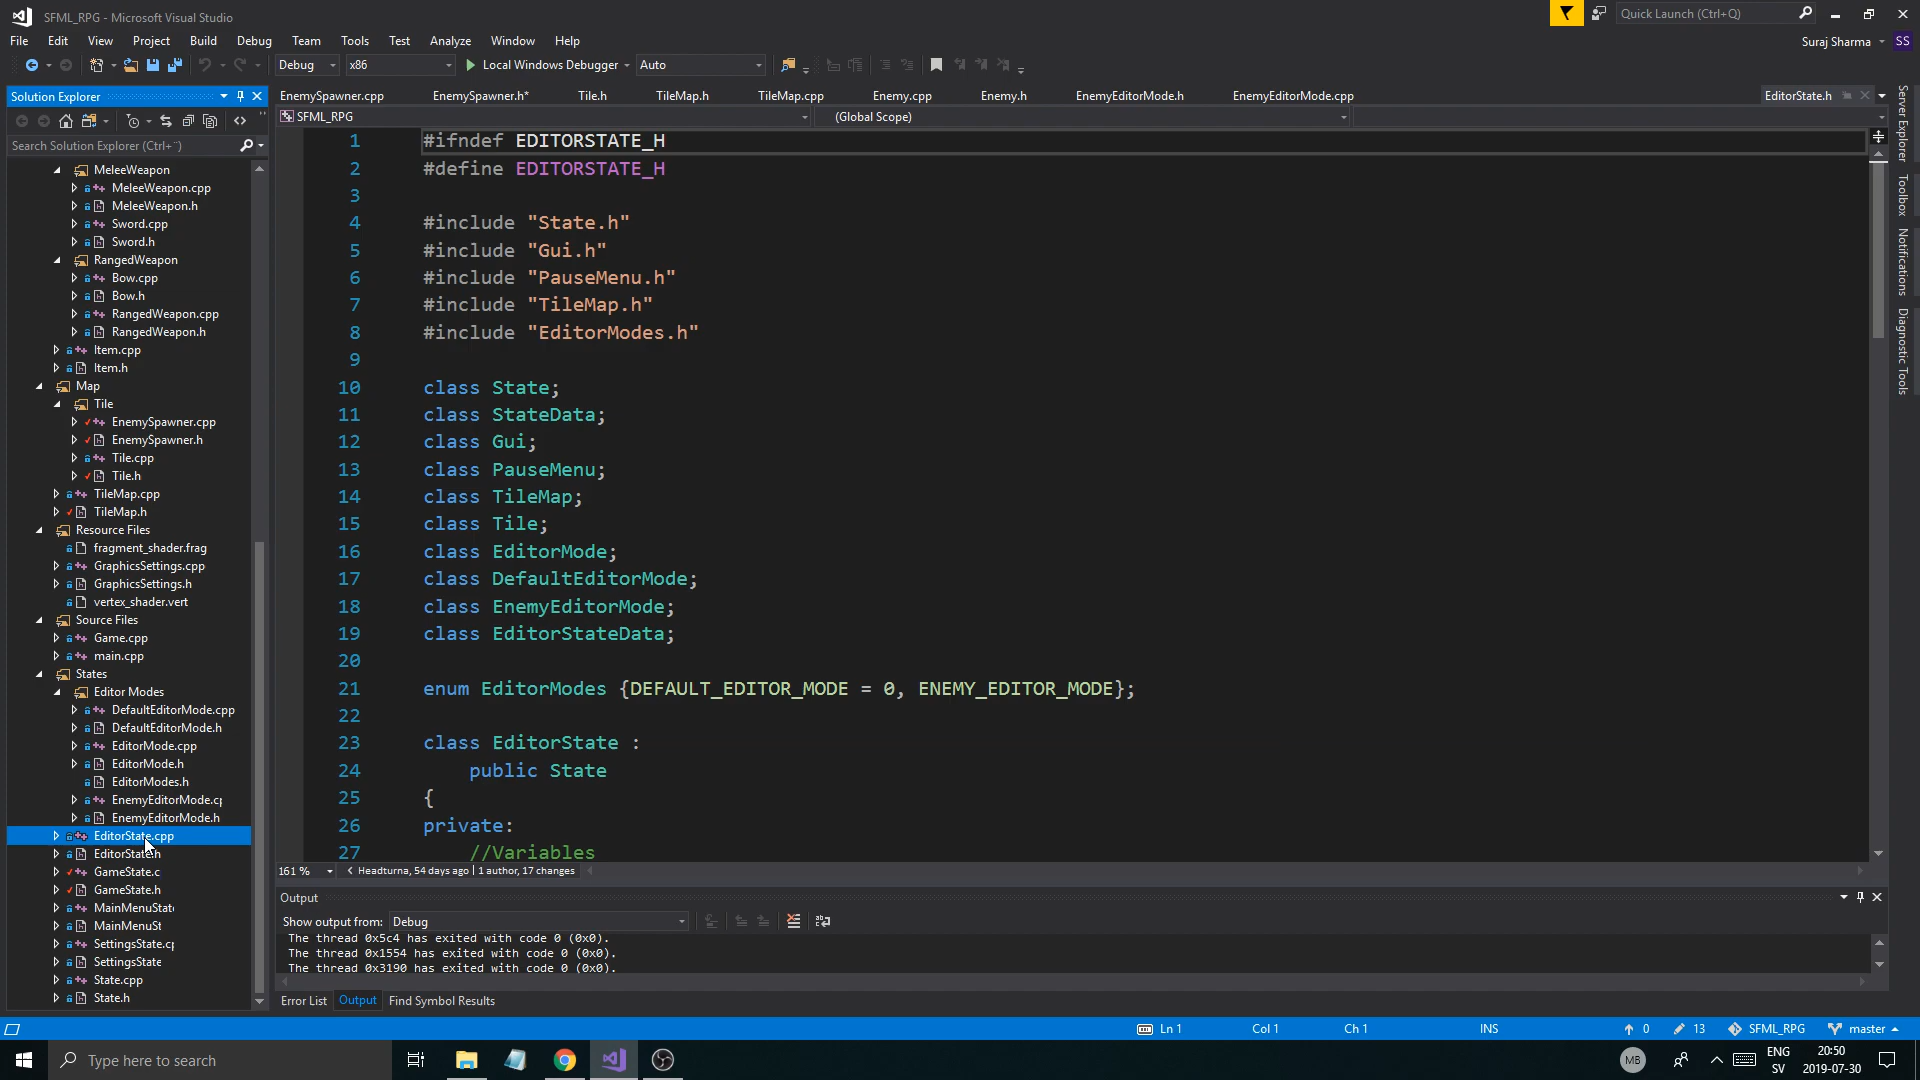 SFML_RPG - Microsoft Visual Studio
Quick Launch (Ctrl+Q)
File Edit View Project Build Debug Team Tools Test Analyze Window Help
Suraj Sharma SS
Debug x86 Local Windows Debugger Auto
Solution Explorer
EnemySpawner.cpp EnemySpawner.h* Tile.h TileMap.h TileMap.cpp Enemy.cpp Enemy.h EnemyEditorMode.h EnemyEditorMode.cpp EditorState.h
SFML_RPG (Global Scope)
Search Solution Explorer (Ctrl+¨)
MeleeWeapon
MeleeWeapon.cpp
MeleeWeapon.h
Sword.cpp
Sword.h
RangedWeapon
Bow.cpp
Bow.h
RangedWeapon.cpp
RangedWeapon.h
Item.cpp
Item.h
Map
Tile
EnemySpawner.cpp
EnemySpawner.h
Tile.cpp
Tile.h
TileMap.cpp
TileMap.h
Resource Files
fragment_shader.frag
GraphicsSettings.cpp
GraphicsSettings.h
vertex_shader.vert
Source Files
Game.cpp
main.cpp
States
Editor Modes
DefaultEditorMode.cpp
DefaultEditorMode.h
EditorMode.cpp
EditorMode.h
EditorModes.h
EnemyEditorMode.cp
EnemyEditorMode.h
EditorState.cpp
EditorState.h
GameState.c
GameState.h
MainMenuState
MainMenuSt
SettingsState.cp
SettingsState
State.cpp
State.h
1 #ifndef EDITORSTATE_H
2 #define EDITORSTATE_H
3
4 #include "State.h"
5 #include "Gui.h"
6 #include "PauseMenu.h"
7 #include "TileMap.h"
8 #include "EditorModes.h"
9
10 class State;
11 class StateData;
12 class Gui;
13 class PauseMenu;
14 class TileMap;
15 class Tile;
16 class EditorMode;
17 class DefaultEditorMode;
18 class EnemyEditorMode;
19 class EditorStateData;
20
21 enum EditorModes {DEFAULT_EDITOR_MODE = 0, ENEMY_EDITOR_MODE};
22
23 class EditorState :
24 public State
25 {
26 private:
27 //Variables
161 % Headturna, 54 days ago | 1 author, 17 changes
Server Explorer
Toolbox
Notifications
Diagnostic Tools
Output
Show output from: Debug
The thread 0x5c4 has exited with code 0 (0x0).
The thread 0x1554 has exited with code 0 (0x0).
The thread 0x3190 has exited with code 0 (0x0).
Error List Output Find Symbol Results
Ln 1 Col 1 Ch 1 INS 0 13 SFML_RPG master
Type here to search
MB
ENG
SV
20:50
2019-07-30